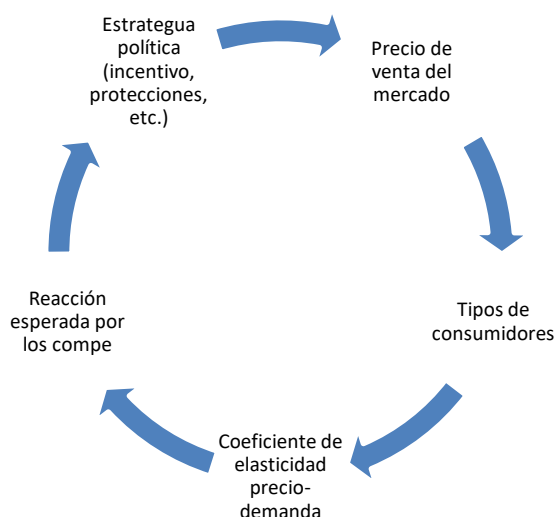 Estrategua
política
(incentivo,
protecciones,
etc.)
Precio de
venta del
mercado
Tipos de
consumidores
Coeficiente de
elasticidad
precio-
demanda
Reacción
esperada por
los compe